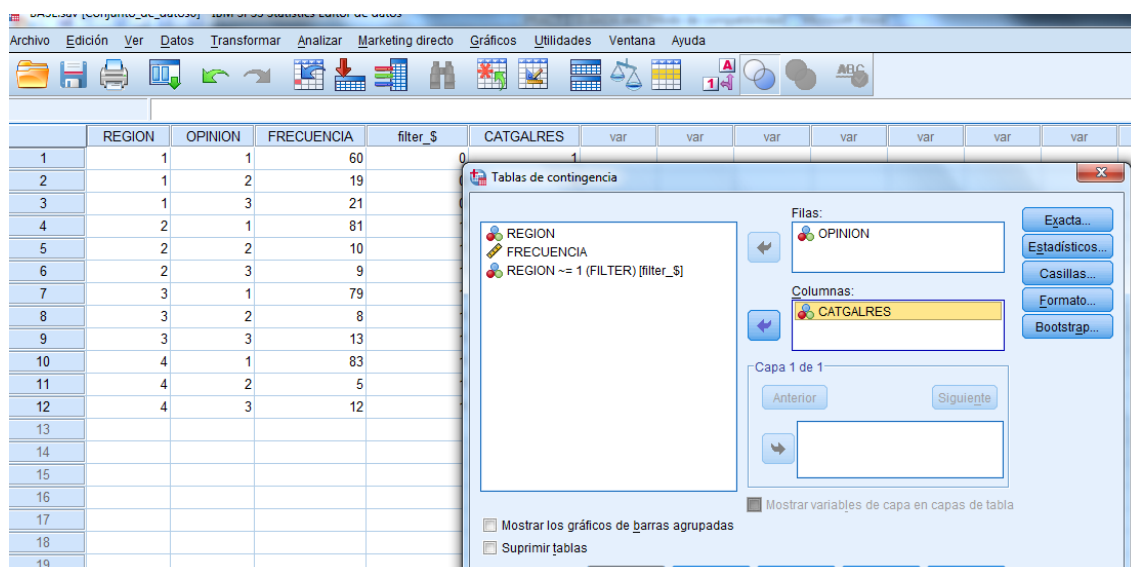 Archivo Edición Ver Datos Transformar Analizar Marketing directo Gráficos Utilidades Ventana Ayuda
REGION OPINION FRECUENCIA filter_$ CATGALRES var var var var var var var
1 1 1 60 0 1
2 1 2 19
3 1 3 21
4 2 1 81
5 2 2 10
6 2 3 9
7 3 1 79
8 3 2 8
9 3 3 13
10 4 1 83
11 4 2 5
12 4 3 12
13
14
15
16
17
18
19
Tablas de contingencia
REGION
FRECUENCIA
REGION ~= 1 (FILTER) [filter_$]
Filas:
OPINION
Columnas:
CATGALRES
Capa 1 de 1
Anterior Siguiente
Mostrar variables de capa en capas de tabla
Exacta...
Estadísticos...
Casillas...
Formato...
Bootstrap...
Mostrar los gráficos de barras agrupadas
Suprimir tablas